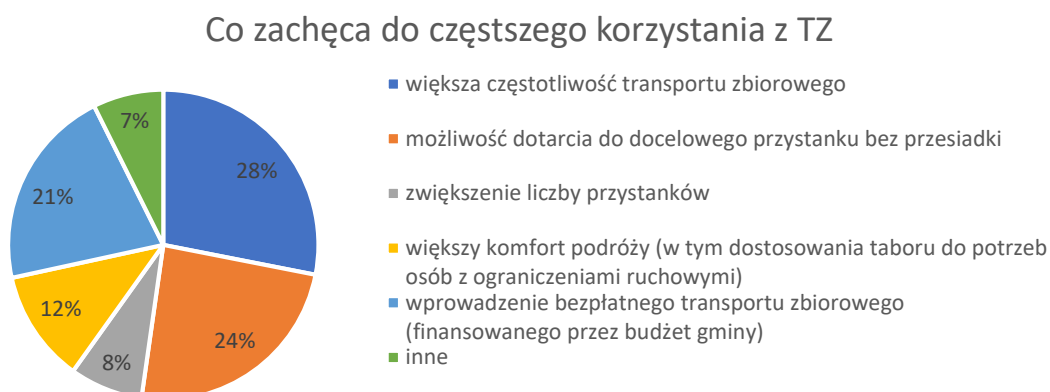 Co zachęca do częstszego korzystania z TZ
większa częstotliwość transportu zbiorowego
możliwość dotarcia do docelowego przystanku bez przesiadki
zwiększenie liczby przystanków
większy komfort podróży (w tym dostosowania taboru do potrzeb
osób z ograniczeniami ruchowymi)
wprowadzenie bezpłatnego transportu zbiorowego
(finansowanego przez budżet gminy)
inne
28%
24%
8%
12%
21%
7%